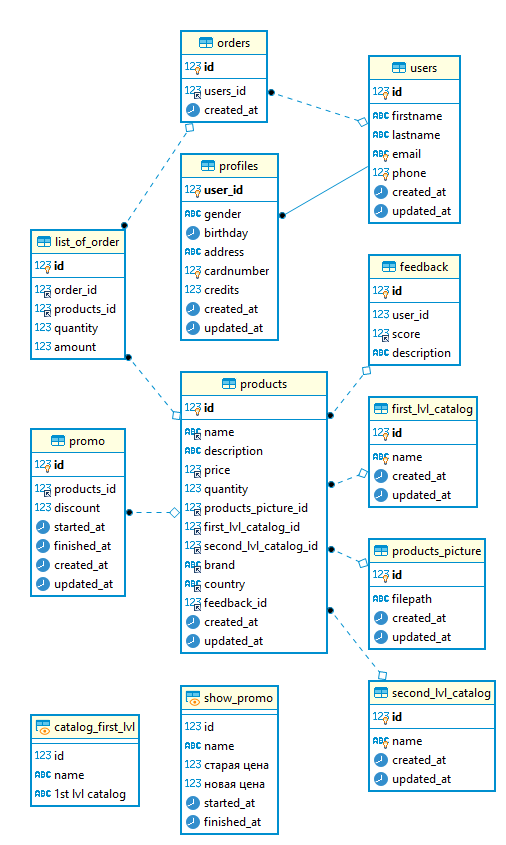 orders
123 id
123 users_id
created_at
users
123 id
ABC firstname
ABC lastname
ABC email
123 phone
created_at
updated_at
profiles
123 user_id
ABC gender
birthday
ABC address
123 cardnumber
123 credits
created_at
updated_at
list_of_order
123 id
123 order_id
123 products_id
123 quantity
123 amount
feedback
123 id
123 user_id
123 score
ABC description
products
123 id
ABC name
ABC description
123 price
123 quantity
123 products_picture_id
123 first_lvl_catalog_id
123 second_lvl_catalog_id
ABC brand
ABC country
123 feedback_id
created_at
updated_at
first_lvl_catalog
123 id
ABC name
created_at
updated_at
promo
123 id
123 products_id
123 discount
started_at
finished_at
created_at
updated_at
products_picture
123 id
ABC filepath
created_at
updated_at
second_lvl_catalog
123 id
ABC name
created_at
updated_at
catalog_first_lvl
123 id
ABC name
ABC 1st lvl catalog
show_promo
123 id
ABC name
123 старая цена
123 новая цена
started_at
finished_at